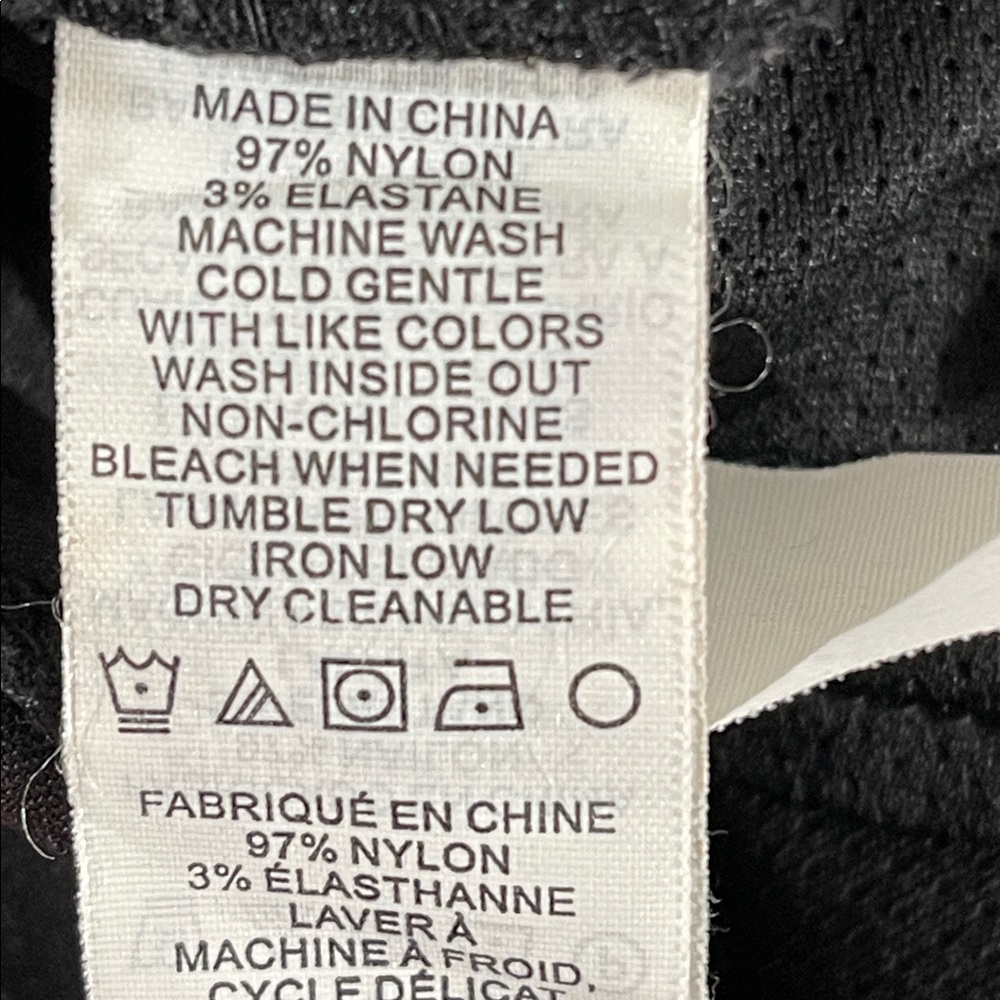 MADE IN CHINA
97% NYLON
3% ELASTANE
MACHINE WASH
COLD GENTLE
WITH LIKE COLORS
WASH INSIDE OUT
NON-CHLORINE
BLEACH WHEN NEEDED
TUMBLE DRY LOW
IRON LOW
DRY CLEANABLE
FABRIQUÉ EN CHINE
97% NYLON
3% ÉLASTHANNE
LAVER À
MACHINE À FROID,
CYCLE DÉLICAT